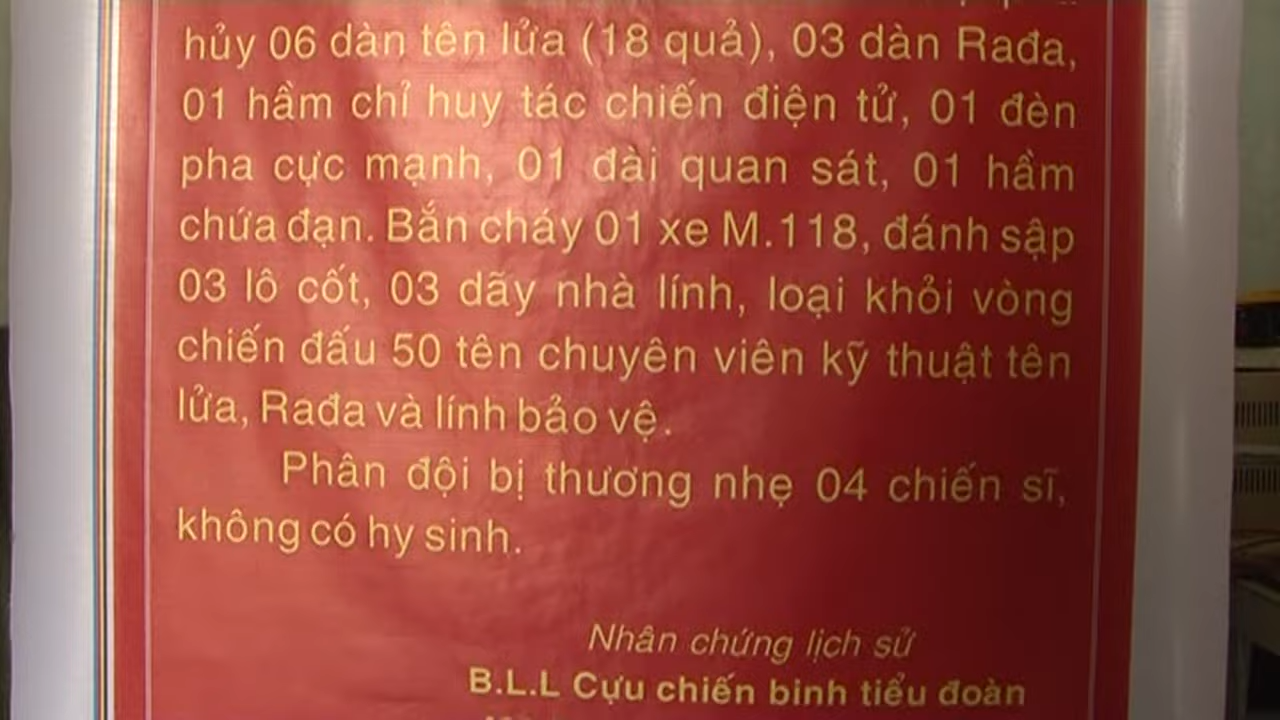 hủy 06 dàn tên lửa (18 quả), 03 dàn Rađa,
01 hầm chỉ huy tác chiến điện tử, 01 đèn
pha cực mạnh, 01 đài quan sát, 01 hầm
chứa đạn. Bắn cháy 01 xe M.118, đánh sập
03 lô cốt, 03 dãy nhà lính, loại khỏi vòng
chiến đấu 50 tên chuyên viên kỹ thuật tên
lửa, Rađa và lính bảo vệ.
Phân đội bị thương nhẹ 04 chiến sĩ,
không có hy sinh.
Nhân chứng lịch sử
B.L.L Cựu chiến binh tiểu đoàn